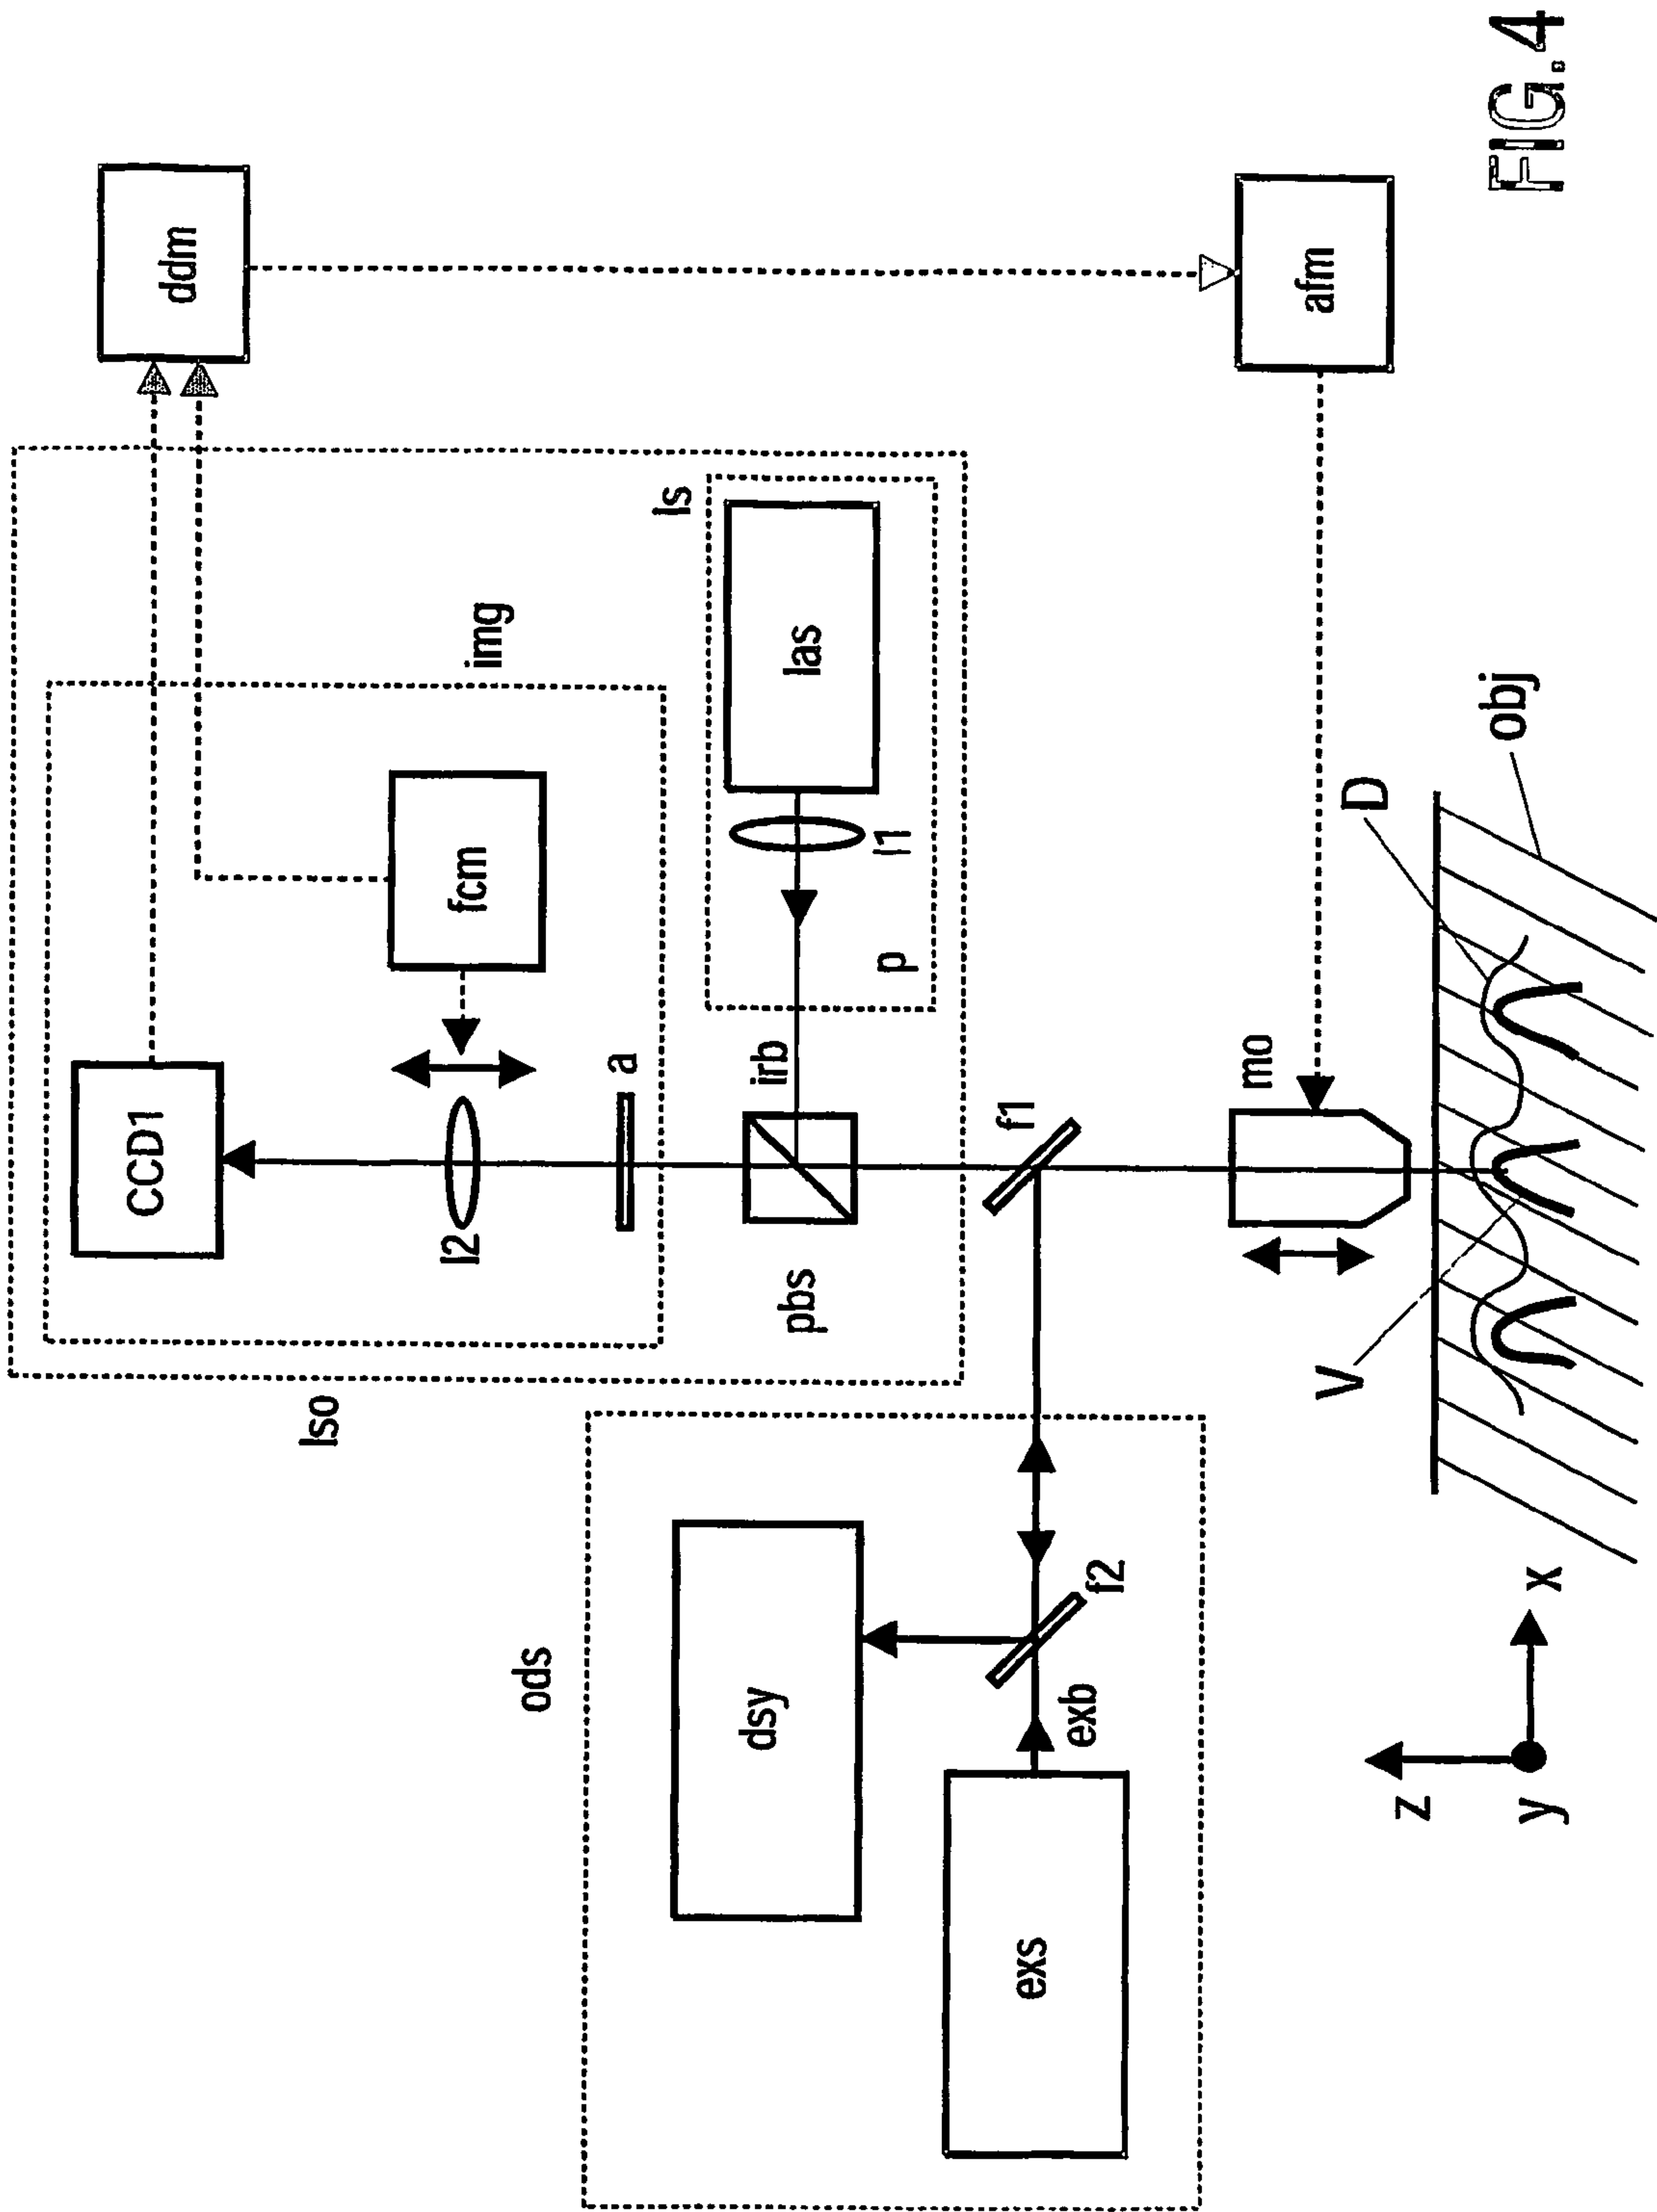 CCD1
ddm
lso
l2
fcm
img
ods
a
ls
dsy
pbs
irb
las
l1
p
f1
exs
exb
f2
mo
afm
V
D
z
obj
y
x
FIG.4